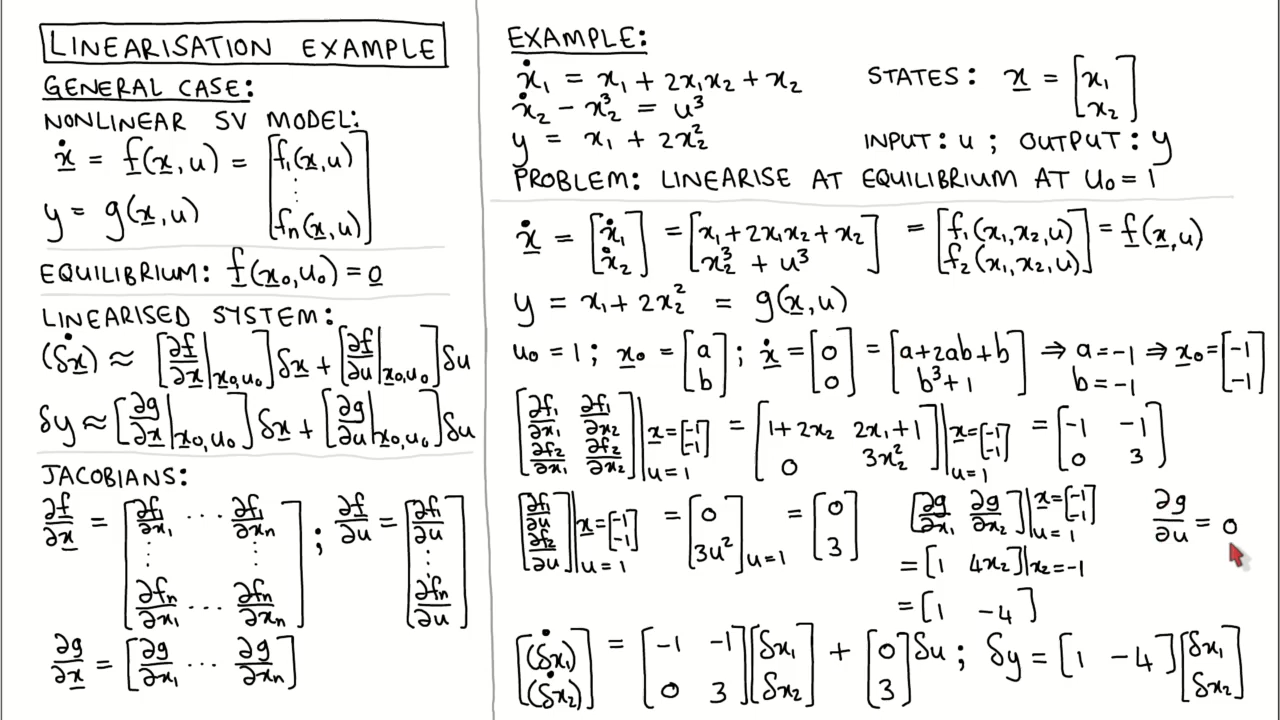 LINEARISATION EXAMPLE
GENERAL CASE:
NONLINEAR SV MODEL:
ẋ = f(x, u) = [f₁(x, u) ⋮ fn(x, u)]
y = g(x, u)
EQUILIBRIUM: f(x₀, u₀) = 0
LINEARISED SYSTEM:
(δẋ) ≈ [∂f/∂x|x₀,u₀] δx + [∂f/∂u|x₀,u₀] δu
δy ≈ [∂g/∂x|x₀,u₀] δx + [∂g/∂u|x₀,u₀] δu
JACOBIANS:
∂f/∂x = [∂f₁/∂x₁ ... ∂f₁/∂xn ⋮ ⋮ ∂fn/∂x₁ ... ∂fn/∂xn] ; ∂f/∂u = [∂f₁/∂u ⋮ ∂fn/∂u]
∂g/∂x = [∂g/∂x₁ ... ∂g/∂xn]
EXAMPLE:
ẋ₁ = x₁ + 2x₁x₂ + x₂
ẋ₂ − x₂³ = u³
y = x₁ + 2x₂²
STATES: x = [x₁ x₂]
INPUT: u ; OUTPUT: y
PROBLEM: LINEARISE AT EQUILIBRIUM AT u₀ = 1
ẋ = [ẋ₁ ẋ₂] = [x₁ + 2x₁x₂ + x₂ x₂³ + u³] = [f₁(x₁, x₂, u) f₂(x₁, x₂, u)] = f(x, u)
y = x₁ + 2x₂² = g(x, u)
u₀ = 1 ; x₀ = [a b] ; ẋ = [0 0] = [a + 2ab + b b³ + 1] ⇒ a = −1 b = −1 ⇒ x₀ = [−1 −1]
[∂f₁/∂x₁ ∂f₁/∂x₂ ∂f₂/∂x₁ ∂f₂/∂x₂]|x = [−1 −1] u = 1 = [1 + 2x₂ 2x₁ + 1 0 3x₂²]|x = [−1 −1] u = 1 = [−1 −1 0 3]
[∂f₁/∂u ∂f₂/∂u]|x = [−1 −1] u = 1 = [0 3u²]u = 1 = [0 3]
[∂g/∂x₁ ∂g/∂x₂]|x = [−1 −1] u = 1
= [1 4x₂]|x₂ = −1
= [1 −4]
∂g/∂u = 0
[(δẋ₁) (δẋ₂)] = [−1 −1 0 3] [δx₁ δx₂] + [0 3] δu ; δy = [1 −4] [δx₁ δx₂]